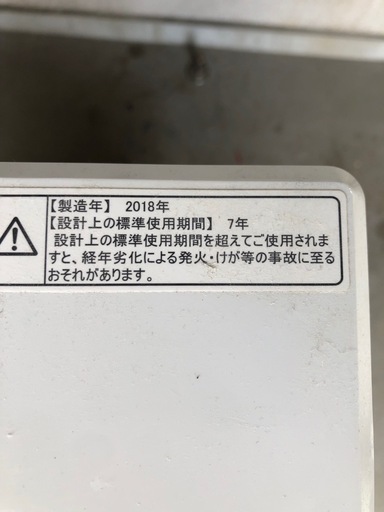 【製造年】 2018年
【設計上の標準使用期間】 7年
設計上の標準使用期間を超えてご使用されま
すと、経年劣化による発火・けが等の事故に至る
おそれがあります。